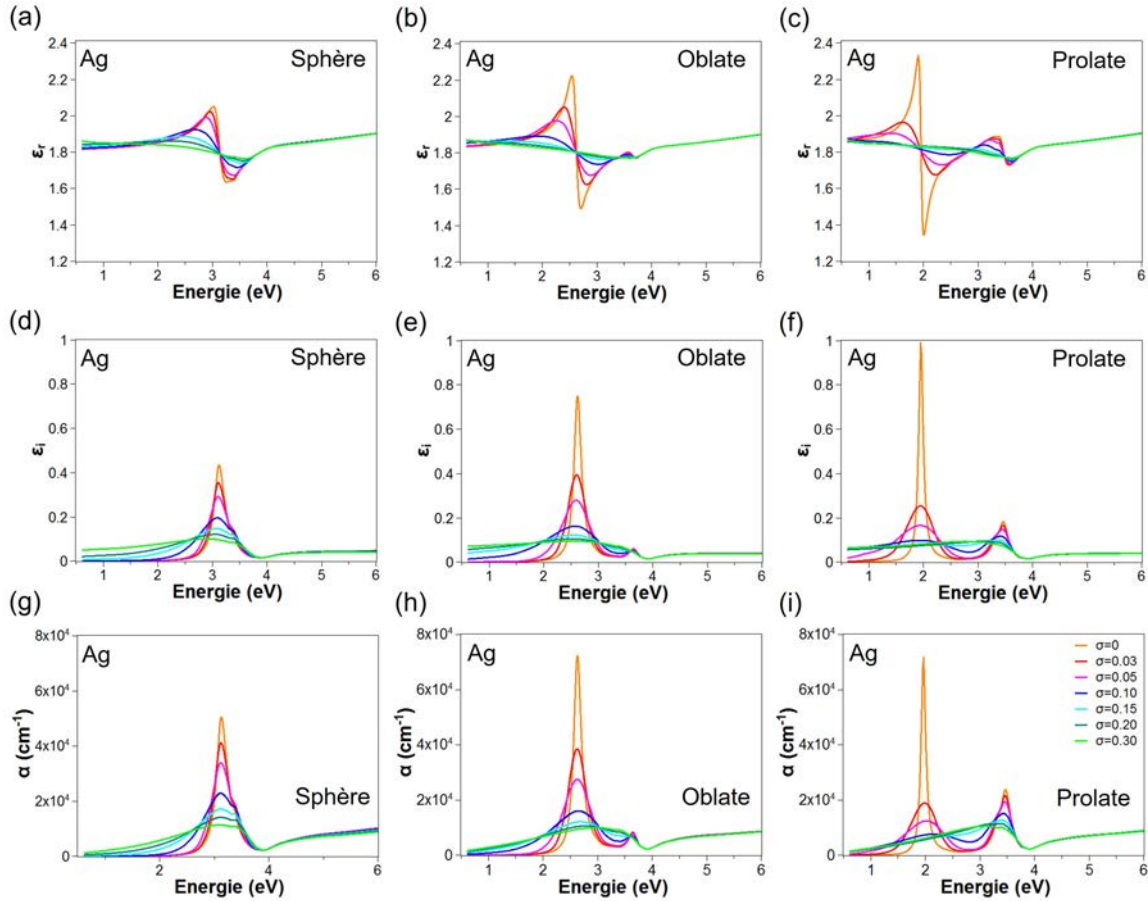 (a) (b) (c)
Ag Sphère Ag Oblate Ag Prolate
2.4 2.4 2.4
2.2 2.2 2.2
2 2 2
εr 1.8 εr 1.8 εr 1.8
1.6 1.6 1.6
1.4 1.4 1.4
1.2 1.2 1.2
1 2 3 4 5 6 1 2 3 4 5 6 1 2 3 4 5 6
Energie (eV) Energie (eV) Energie (eV)
(d) (e) (f)
1 1 1
Ag Sphère Ag Oblate Ag Prolate
0.8 0.8 0.8
0.6 0.6 0.6
εi εi εi
0.4 0.4 0.4
0.2 0.2 0.2
0 0 0
2 3 4 5 6 1 2 3 4 5 6 1 2 3 4 5 6
Energie (eV) Energie (eV) Energie (eV)
(g) (h) (i)
8x10⁴ 8x10⁴ 8x10⁴
Ag Ag Ag
σ=0
σ=0.03
σ=0.05
σ=0.10
σ=0.15
σ=0.20
σ=0.30
6x10⁴ 6x10⁴ 6x10⁴
α (cm⁻¹) α (cm⁻¹) α (cm⁻¹)
4x10⁴ 4x10⁴ 4x10⁴
Sphère Oblate Prolate
2x10⁴ 2x10⁴ 2x10⁴
0 0 0
2 3 4 5 6 1 2 3 4 5 6 1 2 3 4 5 6
Energie (eV) Energie (eV) Energie (eV)